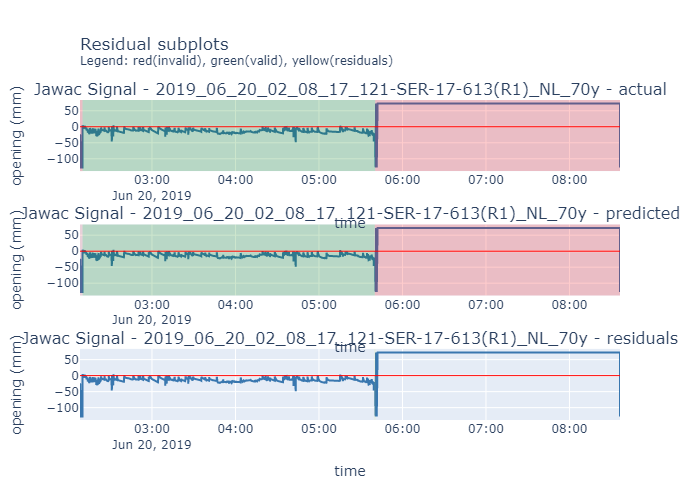 Residual subplots
Legend: red(invalid), green(valid), yellow(residuals)
Jawac Signal - 2019_06_20_02_08_17_121-SER-17-613(R1)_NL_70y - actual
opening (mm)
50
0
−50
−100
03:00 04:00 05:00 06:00 07:00 08:00
Jun 20, 2019
time
Jawac Signal - 2019_06_20_02_08_17_121-SER-17-613(R1)_NL_70y - predicted
opening (mm)
50
0
−50
−100
03:00 04:00 05:00 06:00 07:00 08:00
Jun 20, 2019
time
Jawac Signal - 2019_06_20_02_08_17_121-SER-17-613(R1)_NL_70y - residuals
opening (mm)
50
0
−50
−100
03:00 04:00 05:00 06:00 07:00 08:00
Jun 20, 2019
time